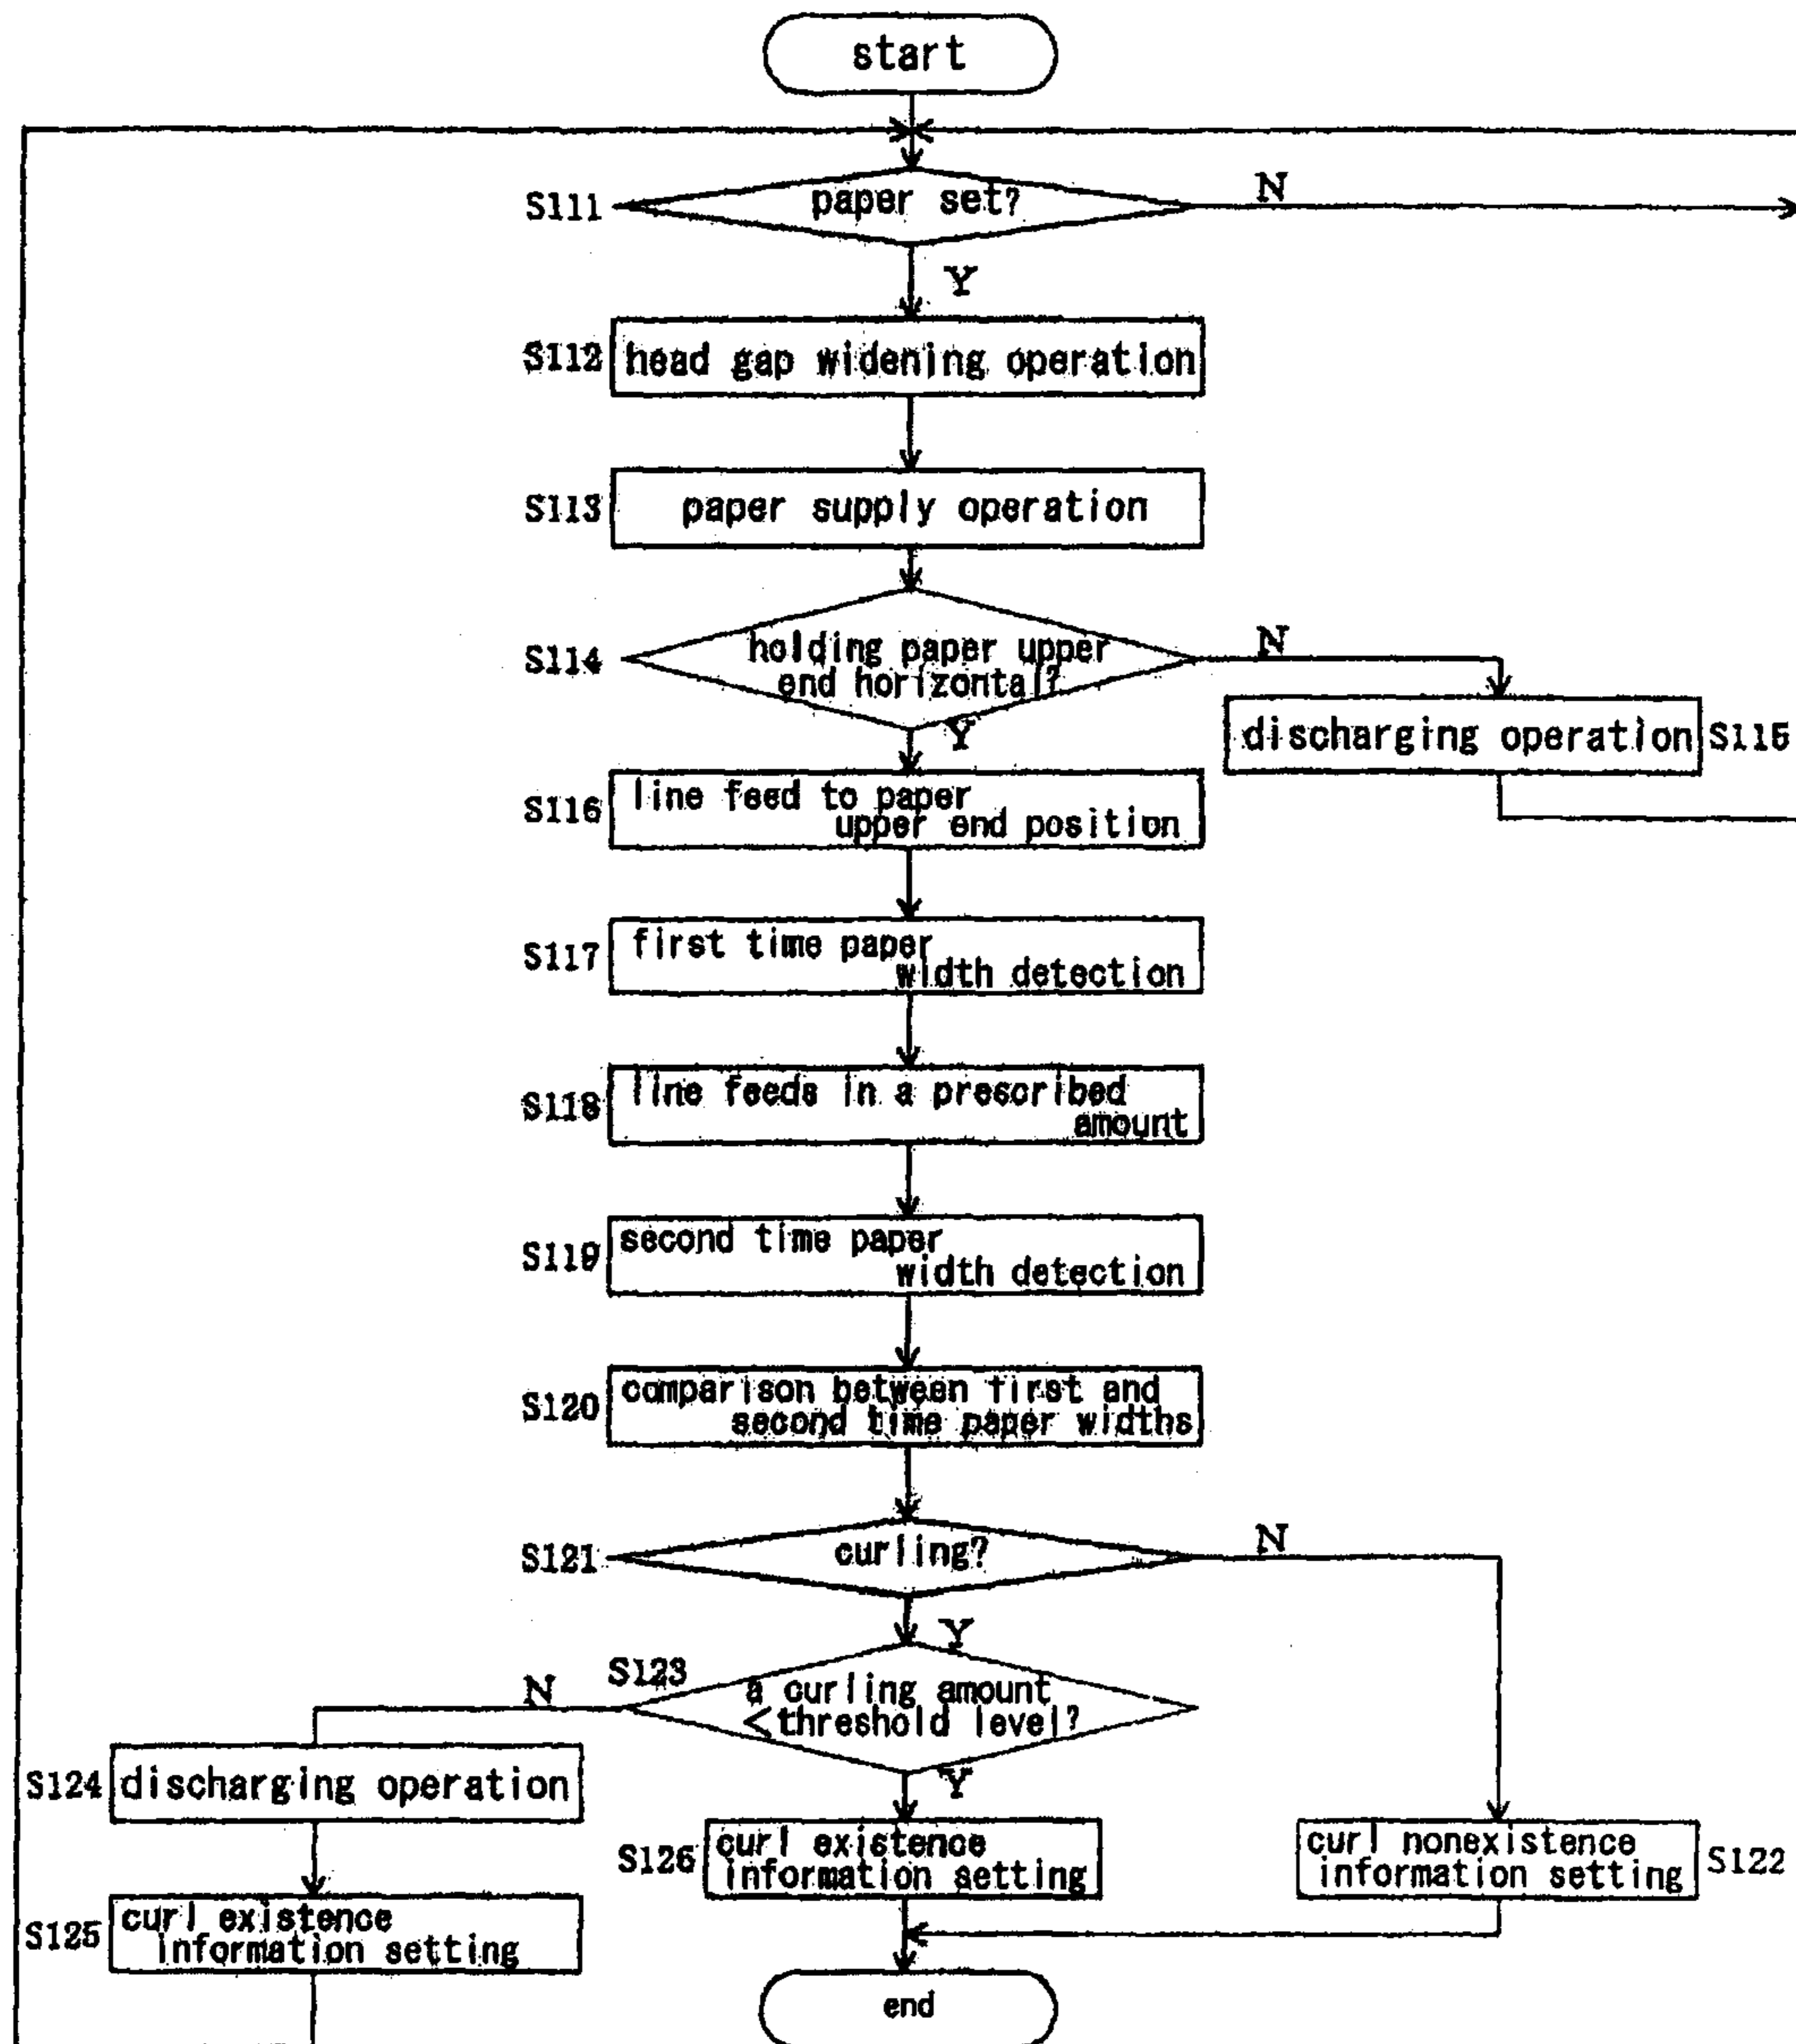 start
S111
paper set?
N
Y
S112
head gap widening operation
S113
paper supply operation
S114
holding paper upper
end horizontal?
N
Y
discharging operation
S115
S116
line feed to paper
upper end position
S117
first time paper
width detection
S118
line feeds in a prescribed
amount
S119
second time paper
width detection
S120
comparison between first and
second time paper widths
S121
curling?
N
Y
S123
a curling amount
<threshold level?
N
Y
S124
discharging operation
S126
curl existence
information setting
curl nonexistence
information setting
S122
S125
curl existence
information setting
end